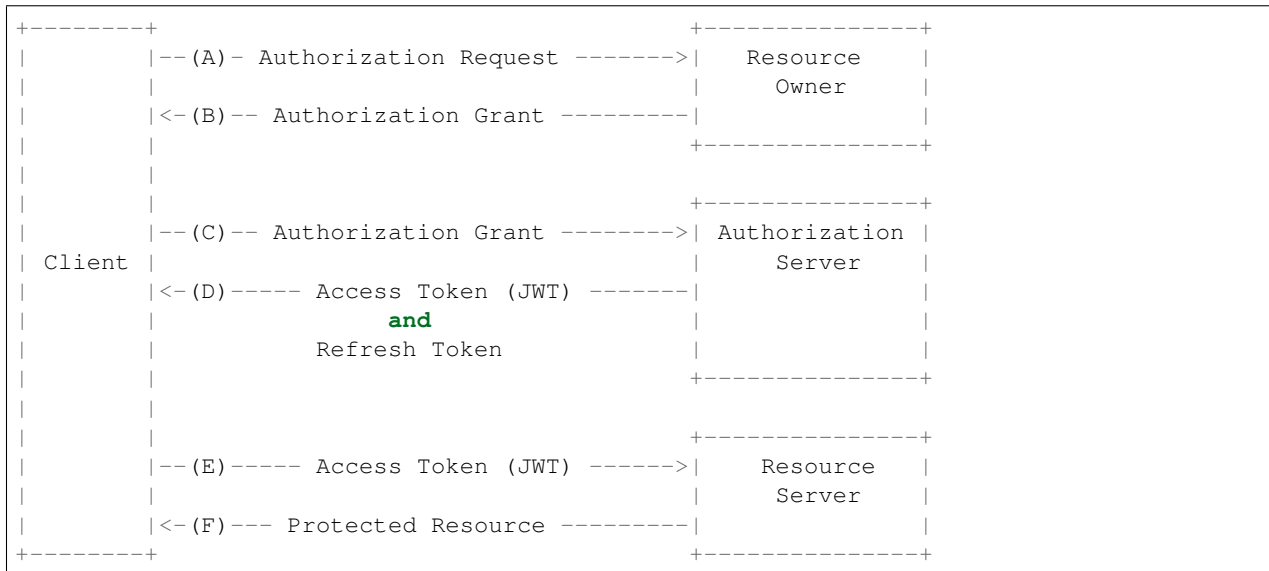 +--------+                                     +---------------+
|        |--(A)- Authorization Request ------->|   Resource    |
|        |                                     |     Owner     |
|        |<-(B)-- Authorization Grant ---------|               |
|        |                                     +---------------+
|        |
|        |                                     +---------------+
|        |--(C)-- Authorization Grant -------->| Authorization |
| Client |                                     |     Server    |
|        |<-(D)----- Access Token (JWT) -------|               |
|        |               and                   |               |
|        |          Refresh Token              |               |
|        |                                     +---------------+
|        |
|        |                                     +---------------+
|        |--(E)----- Access Token (JWT) ------>|    Resource   |
|        |                                     |     Server    |
|        |<-(F)--- Protected Resource ---------|               |
+--------+                                     +---------------+